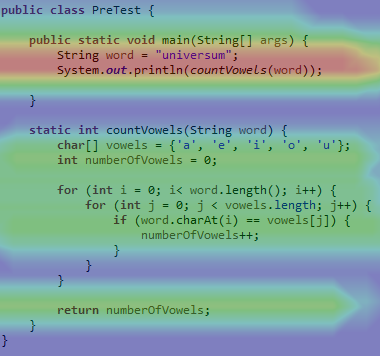 public class PreTest {
public static void main(String[] args) {
String word = "universum";
System.out.println(countVowels(word));
}
static int countVowels(String word) {
char[] vowels = {'a', 'e', 'i', 'o', 'u'};
int numberOfVowels = 0;
for (int i = 0; i< word.length(); i++) {
for (int j = 0; j < vowels.length; j++) {
if (word.charAt(i) == vowels[j]) {
numberOfVowels++;
}
}
}
return numberOfVowels;
}
}